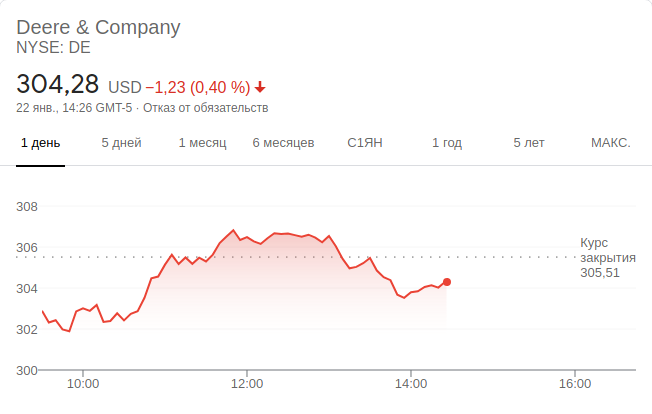 Deere & Company
NYSE: DE
304,28 USD −1,23 (0,40 %)
22 янв., 14:26 GMT-5 · Отказ от обязательств
1 день 5 дней 1 месяц 6 месяцев С1ЯН 1 год 5 лет МАКС.
308
306
304
302
300
Курс
закрытия
305,51
10:00 12:00 14:00 16:00